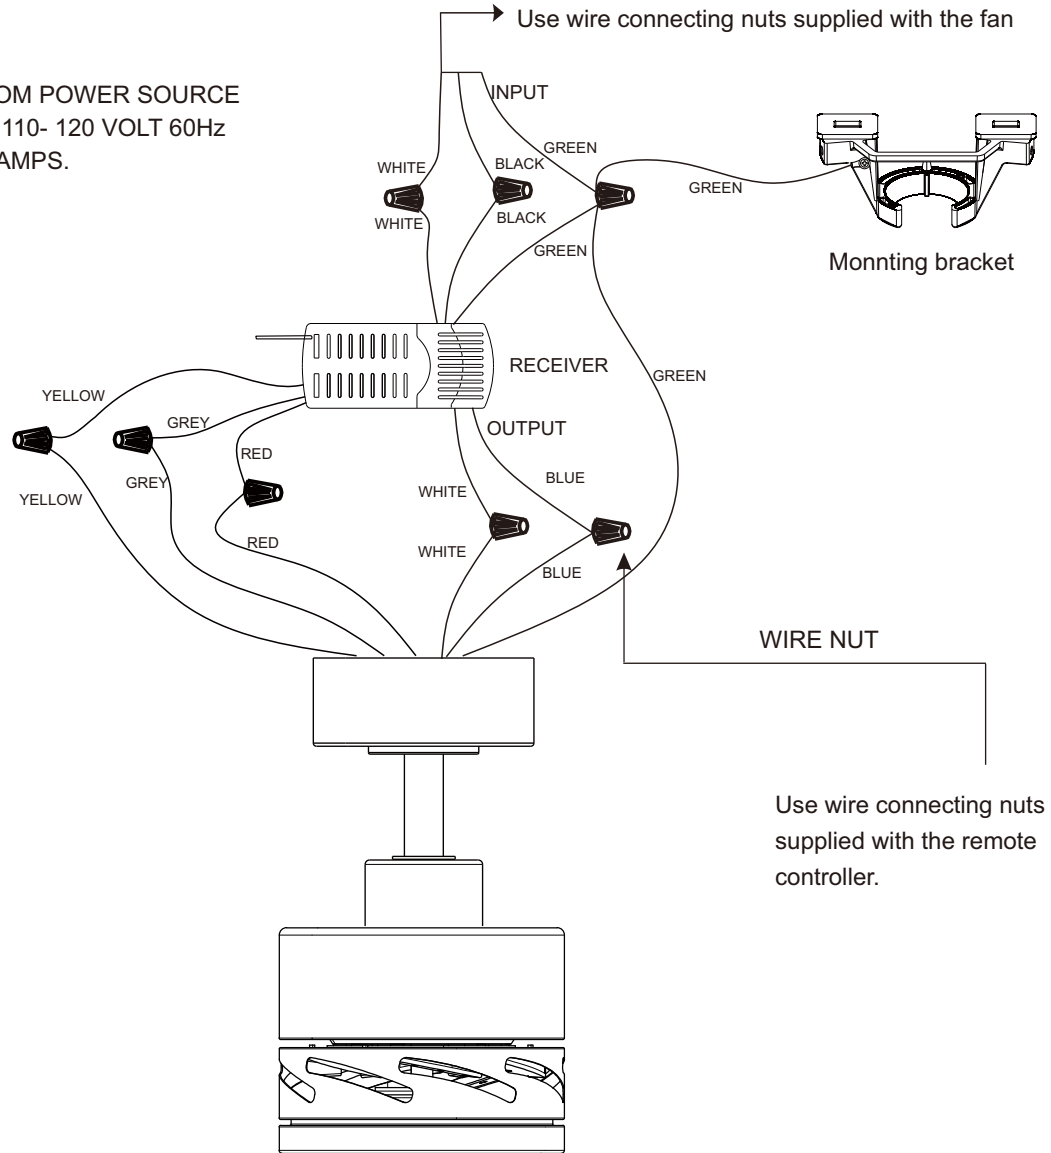 Use wire connecting nuts supplied with the fan
OM POWER SOURCE
110- 120 VOLT 60Hz
AMPS.
INPUT
WHITE
BLACK
GREEN
GREEN
WHITE
BLACK
GREEN
Monnting bracket
RECEIVER
GREEN
YELLOW
GREY
OUTPUT
RED
BLUE
GREY
WHITE
YELLOW
RED
WHITE
BLUE
WIRE NUT
Use wire connecting nuts
supplied with the remote
controller.